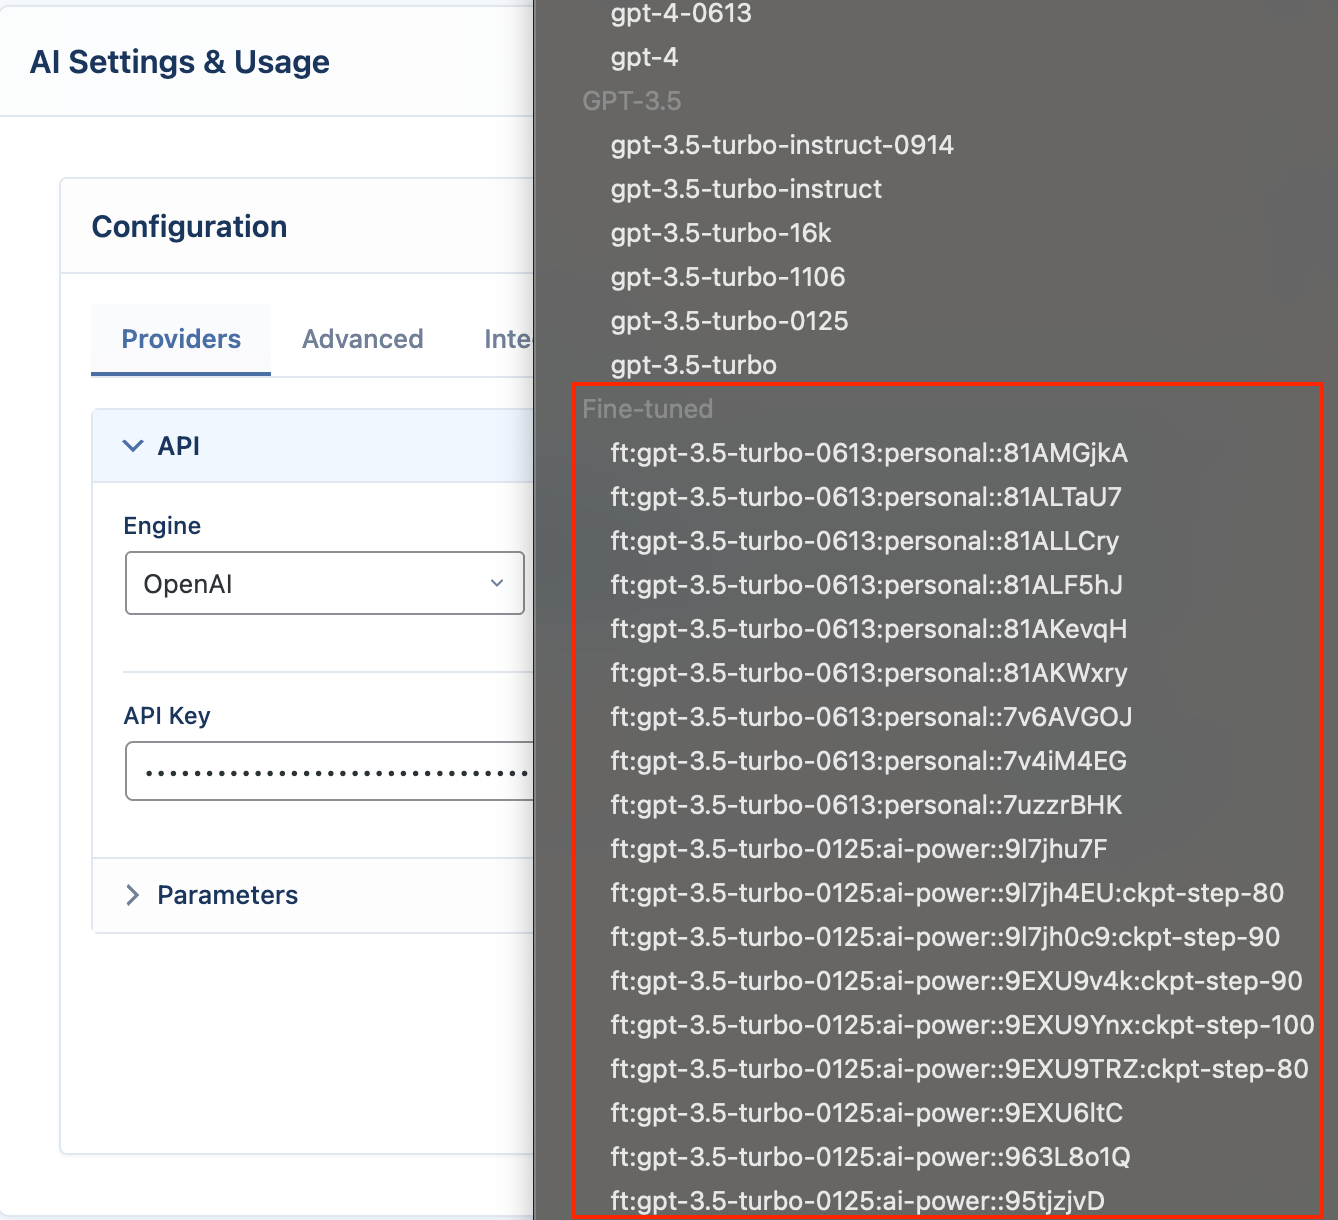 AI Settings & Usage
Configuration
Providers
Advanced
API
Engine
OpenAI
API Key
Parameters
gpt-4-0613
gpt-4
GPT-3.5
gpt-3.5-turbo-instruct-0914
gpt-3.5-turbo-instruct
gpt-3.5-turbo-16k
gpt-3.5-turbo-1106
gpt-3.5-turbo-0125
gpt-3.5-turbo
Fine-tuned
ft:gpt-3.5-turbo-0613:personal::81AMGjkA
ft:gpt-3.5-turbo-0613:personal::81ALTaU7
ft:gpt-3.5-turbo-0613:personal::81ALLCry
ft:gpt-3.5-turbo-0613:personal::81ALF5hJ
ft:gpt-3.5-turbo-0613:personal::81AKevqH
ft:gpt-3.5-turbo-0613:personal::81AKWxry
ft:gpt-3.5-turbo-0613:personal::7v6AVGOJ
ft:gpt-3.5-turbo-0613:personal::7v4iM4EG
ft:gpt-3.5-turbo-0613:personal::7uzzrBHK
ft:gpt-3.5-turbo-0125:ai-power::9l7jhu7F
ft:gpt-3.5-turbo-0125:ai-power::9l7jh4EU:ckpt-step-80
ft:gpt-3.5-turbo-0125:ai-power::9l7jh0c9:ckpt-step-90
ft:gpt-3.5-turbo-0125:ai-power::9EXU9v4k:ckpt-step-90
ft:gpt-3.5-turbo-0125:ai-power::9EXU9Ynx:ckpt-step-100
ft:gpt-3.5-turbo-0125:ai-power::9EXU9TRZ:ckpt-step-80
ft:gpt-3.5-turbo-0125:ai-power::9EXU6ltC
ft:gpt-3.5-turbo-0125:ai-power::963L8o1Q
ft:gpt-3.5-turbo-0125:ai-power::95tjzjvD